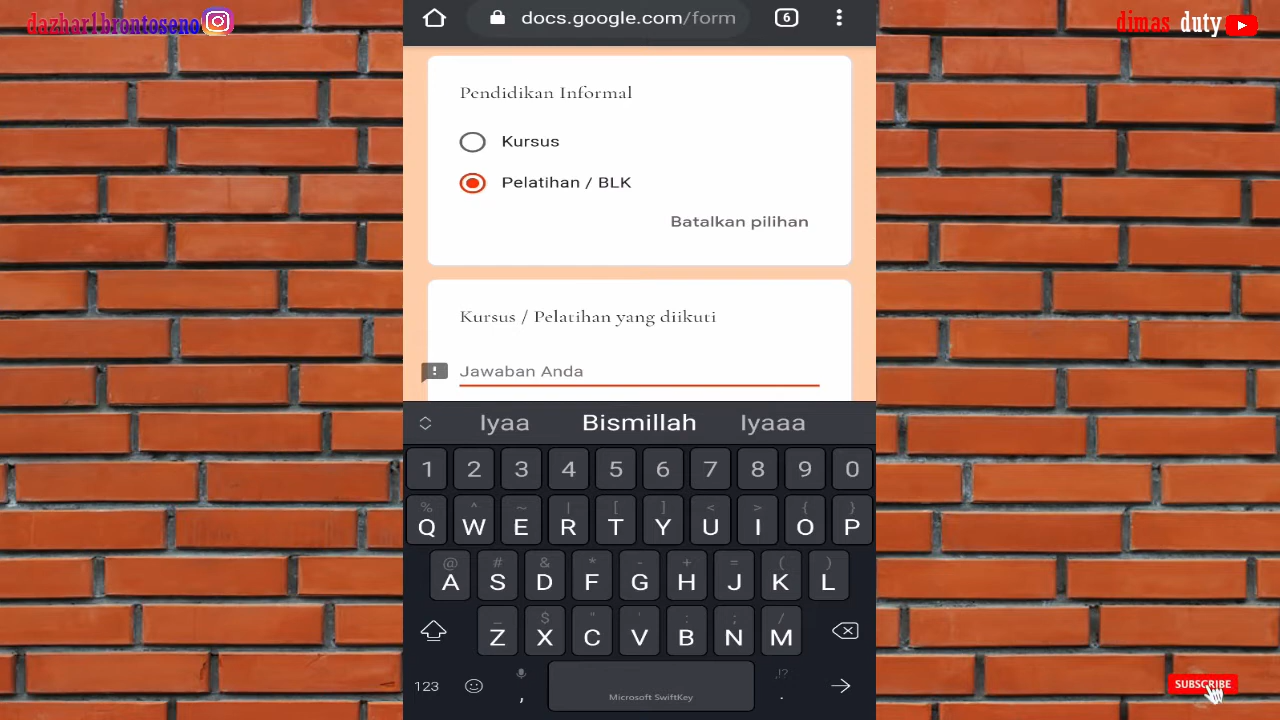 dazhar1brontoseno
dimas duty
docs.google.com/form
6
Pendidikan Informal
Kursus
Pelatihan / BLK
Batalkan pilihan
Kursus / Pelatihan yang diikuti
!
Jawaban Anda
Iyaa Bismillah Iyaaa
1 2 3 4 5 6 7 8 9 0
% ^ ~ | [ ] < > { }
Q W E R T Y U I O P
@ # & * - + = ( )
A S D F G H J K L
_ $ " ' : ; /
Z X C V B N M
123 , Microsoft SwiftKey ,!? .
SUBSCRIBE